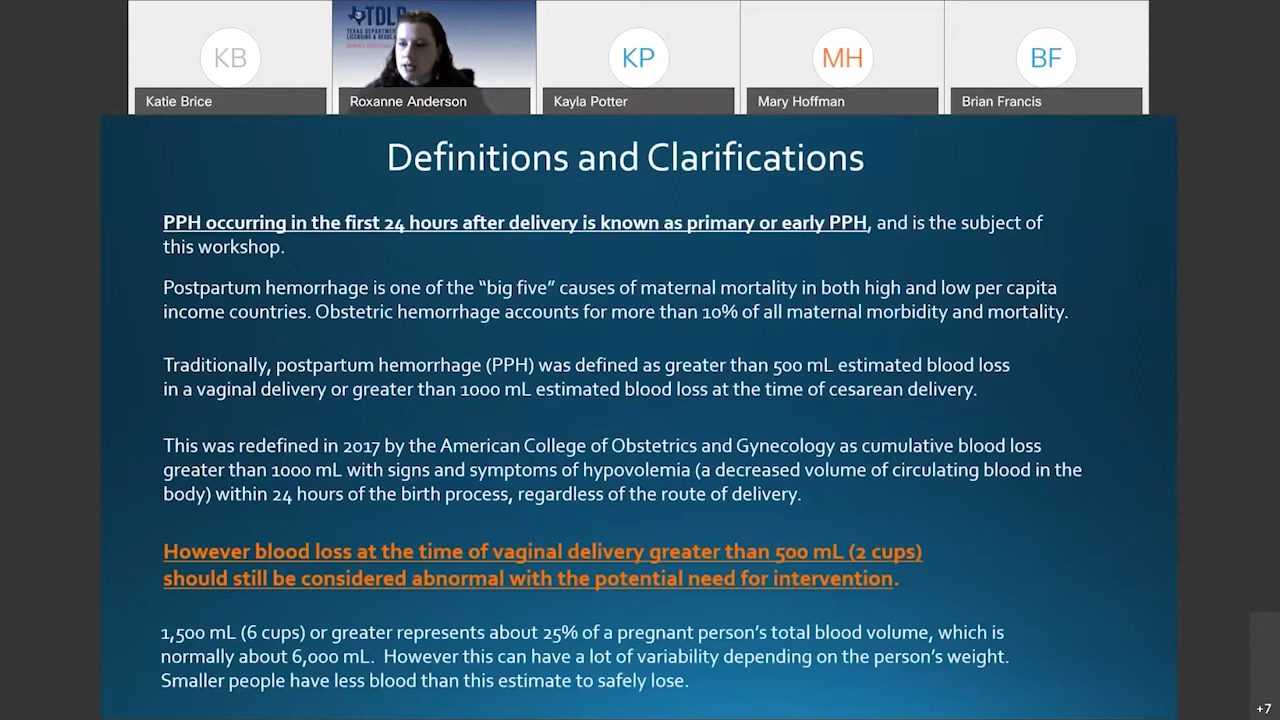 KB
TDLR
TEXAS DEPARTMENT
KP
MH
BF
Katie Brice
Roxanne Anderson
Kayla Potter
Mary Hoffman
Brian Francis
Definitions and Clarifications
PPH occurring in the first 24 hours after delivery is known as primary or early PPH, and is the subject of
this workshop.
Postpartum hemorrhage is one of the “big five” causes of maternal mortality in both high and low per capita
income countries. Obstetric hemorrhage accounts for more than 10% of all maternal morbidity and mortality.
Traditionally, postpartum hemorrhage (PPH) was defined as greater than 500 mL estimated blood loss
in a vaginal delivery or greater than 1000 mL estimated blood loss at the time of cesarean delivery.
This was redefined in 2017 by the American College of Obstetrics and Gynecology as cumulative blood loss
greater than 1000 mL with signs and symptoms of hypovolemia (a decreased volume of circulating blood in the
body) within 24 hours of the birth process, regardless of the route of delivery.
However blood loss at the time of vaginal delivery greater than 500 mL (2 cups)
should still be considered abnormal with the potential need for intervention.
1,500 mL (6 cups) or greater represents about 25% of a pregnant person’s total blood volume, which is
normally about 6,000 mL. However this can have a lot of variability depending on the person’s weight.
Smaller people have less blood than this estimate to safely lose.
+7